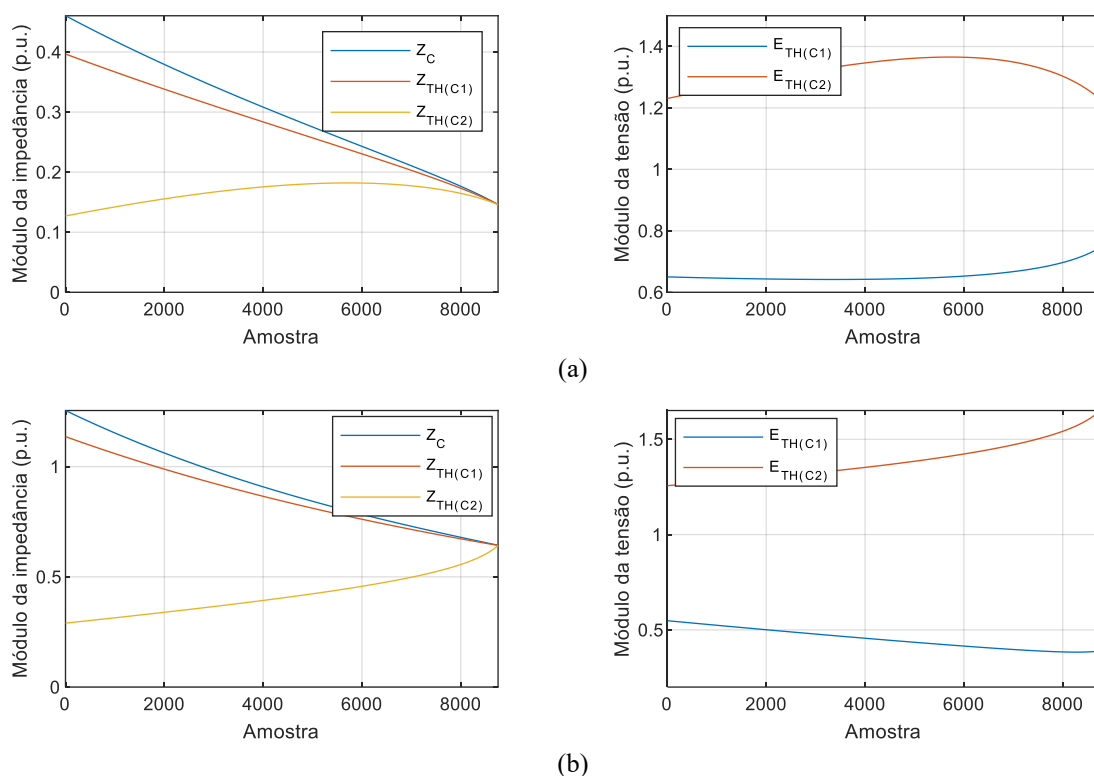 Módulo da impedância (p.u.)
0.4
0.3
0.2
0.1
0
0
2000
4000
6000
8000
Amostra
Z_C
Z_TH(C1)
Z_TH(C2)
Módulo da tensão (p.u.)
1.4
1.2
1
0.8
0.6
0
2000
4000
6000
8000
Amostra
E_TH(C1)
E_TH(C2)
(a)
Módulo da impedância (p.u.)
1
0.5
0
0
2000
4000
6000
8000
Amostra
Z_C
Z_TH(C1)
Z_TH(C2)
Módulo da tensão (p.u.)
1.5
1
0.5
0
2000
4000
6000
8000
Amostra
E_TH(C1)
E_TH(C2)
(b)